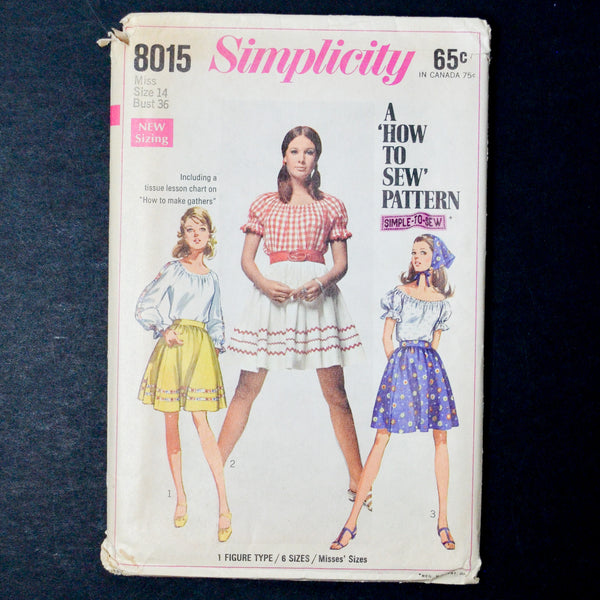 8015
Simplicity
65¢
IN CANADA 75¢
Miss
Size 14
Bust 36
NEW
Sizing
A
'HOW
TO
SEW'
PATTERN
SIMPLE-TO-SEW
Including a
tissue lesson chart on
"How to make gathers"
1
2
3
1 FIGURE TYPE / 6 SIZES / Misses' Sizes